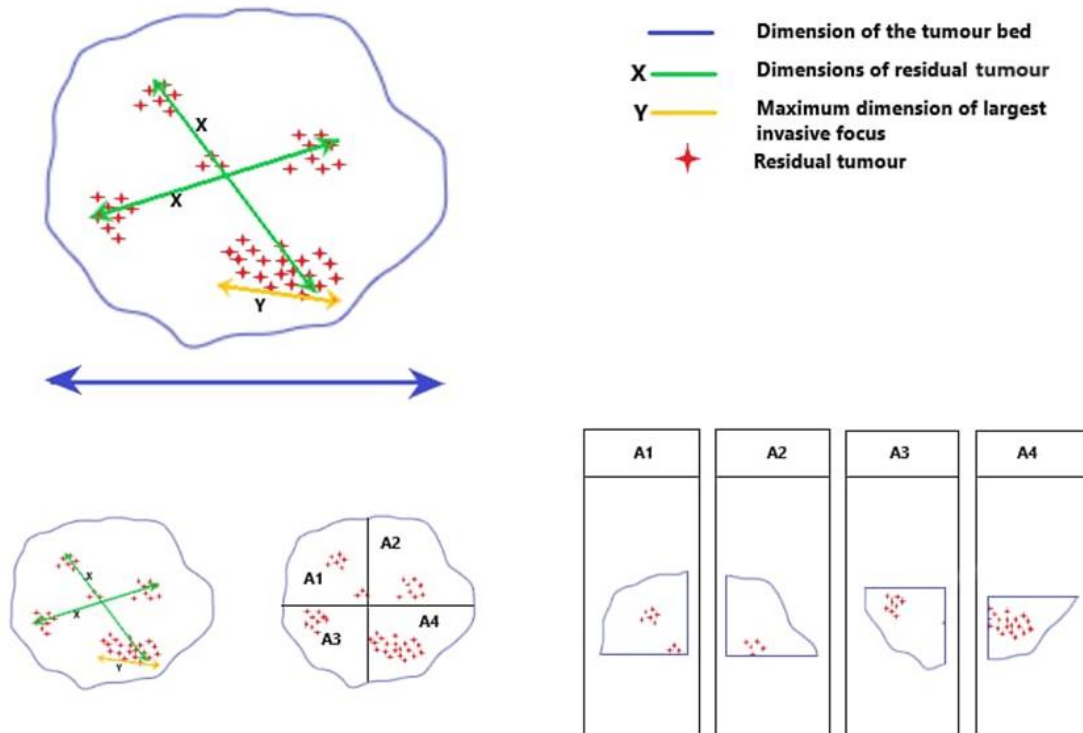 Dimension of the tumour bed
X Dimensions of residual tumour
Y Maximum dimension of largest
invasive focus
Residual tumour
X
X
Y
A1 A2 A3 A4
X
X
Y
A2
A1
A4
A3